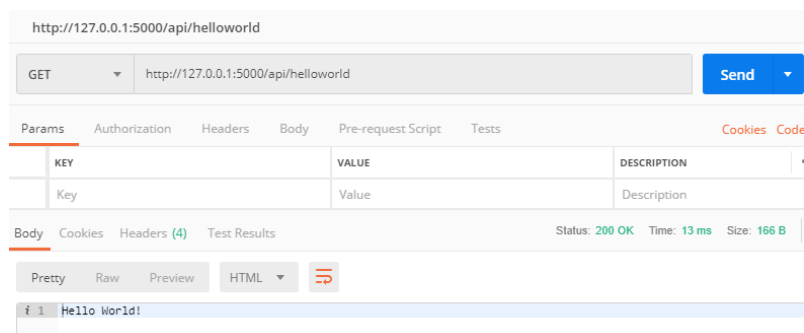 http://127.0.0.1:5000/api/helloworld
GET http://127.0.0.1:5000/api/helloworld Send
Params Authorization Headers Body Pre-request Script Tests Cookies Code
KEY VALUE DESCRIPTION
Key Value Description
Body Cookies Headers (4) Test Results Status: 200 OK Time: 13 ms Size: 166 B
Pretty Raw Preview HTML
i 1 Hello World!